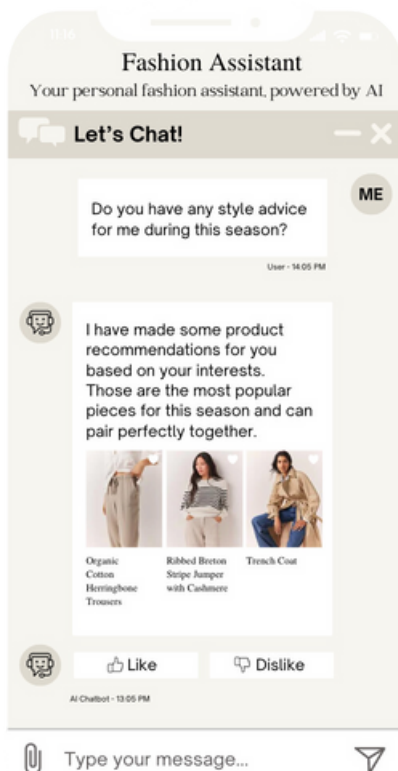 11:16
Fashion Assistant
Your personal fashion assistant, powered by AI
Let's Chat!
ME
Do you have any style advice
for me during this season?
User - 14:05 PM
I have made some product
recommendations for you
based on your interests.
Those are the most popular
pieces for this season and can
pair perfectly together.
Organic
Cotton
Herringbone
Trousers
Ribbed Breton
Stripe Jumper
with Cashmere
Trench Coat
Like
Dislike
AI Chatbot - 13:05 PM
Type your message...